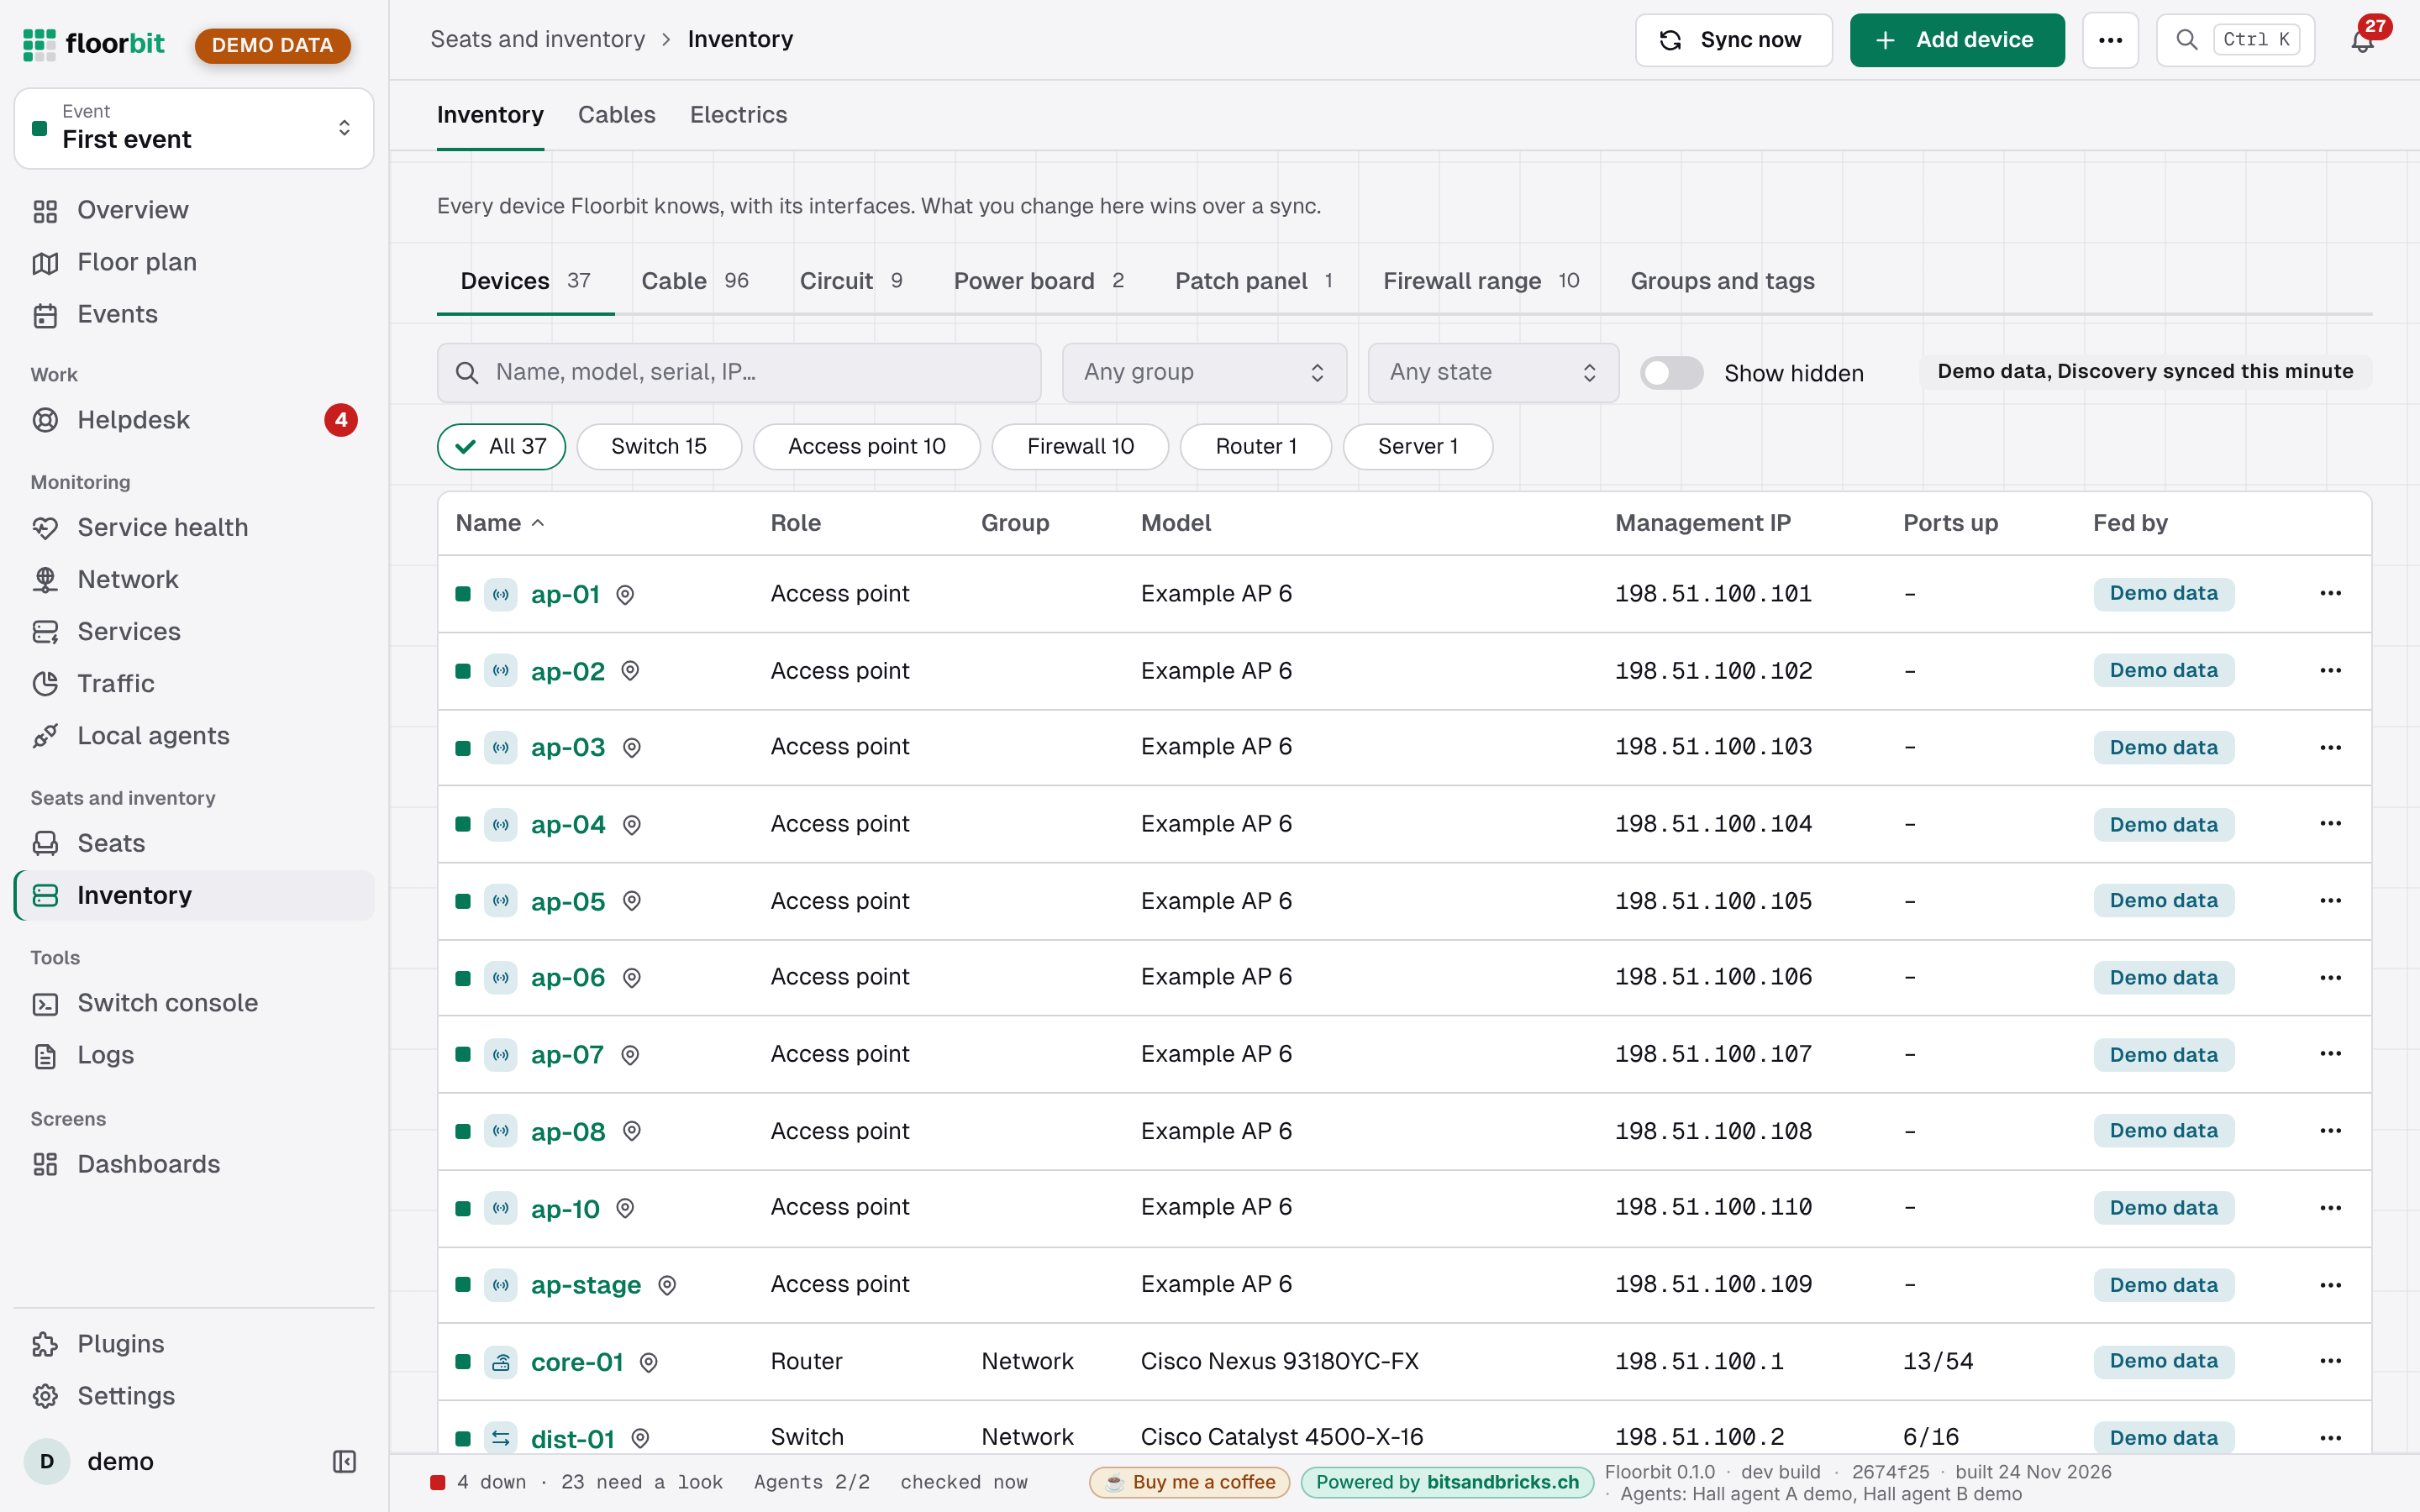 floorbit DEMO DATA
Event
First event
Overview
Floor plan
Events
Work
Helpdesk 4
Monitoring
Service health
Network
Services
Traffic
Local agents
Seats and inventory
Seats
Inventory
Tools
Switch console
Logs
Screens
Dashboards
Plugins
Settings
D demo
Seats and inventory > Inventory
Sync now
+ Add device
Ctrl K
27
Inventory Cables Electrics
Every device Floorbit knows, with its interfaces. What you change here wins over a sync.
Devices 37 Cable 96 Circuit 9 Power board 2 Patch panel 1 Firewall range 10 Groups and tags
Name, model, serial, IP... Any group Any state Show hidden Demo data, Discovery synced this minute
All 37 Switch 15 Access point 10 Firewall 10 Router 1 Server 1
Name Role Group Model Management IP Ports up Fed by
ap-01 Access point Example AP 6 198.51.100.101 – Demo data
ap-02 Access point Example AP 6 198.51.100.102 – Demo data
ap-03 Access point Example AP 6 198.51.100.103 – Demo data
ap-04 Access point Example AP 6 198.51.100.104 – Demo data
ap-05 Access point Example AP 6 198.51.100.105 – Demo data
ap-06 Access point Example AP 6 198.51.100.106 – Demo data
ap-07 Access point Example AP 6 198.51.100.107 – Demo data
ap-08 Access point Example AP 6 198.51.100.108 – Demo data
ap-10 Access point Example AP 6 198.51.100.110 – Demo data
ap-stage Access point Example AP 6 198.51.100.109 – Demo data
core-01 Router Network Cisco Nexus 93180YC-FX 198.51.100.1 13/54 Demo data
dist-01 Switch Network Cisco Catalyst 4500-X-16 198.51.100.2 6/16 Demo data
4 down · 23 need a look Agents 2/2 checked now Buy me a coffee Powered by bitsandbricks.ch
Floorbit 0.1.0 · dev build · 2674f25 · built 24 Nov 2026
· Agents: Hall agent A demo, Hall agent B demo